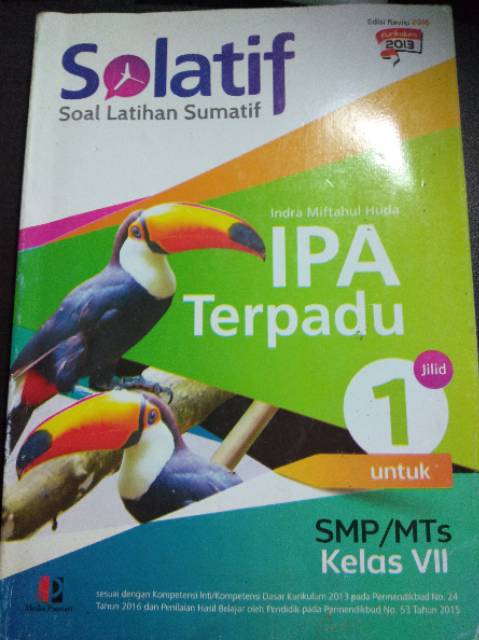 Edisi Revisi 2016
Kurikulum
2013
Solatif
Soal Latihan Sumatif
Indra Miftahul Huda
IPA
Terpadu
Jilid
1
untuk
SMP/MTs
Kelas VII
sesuai dengan Kompetensi Inti/Kompetensi Dasar Kurikulum 2013 pada Permendikbud No. 24
Tahun 2016 dan Penilaian Hasil Belajar oleh Pendidik pada Permendikbud No. 53 Tahun 2015